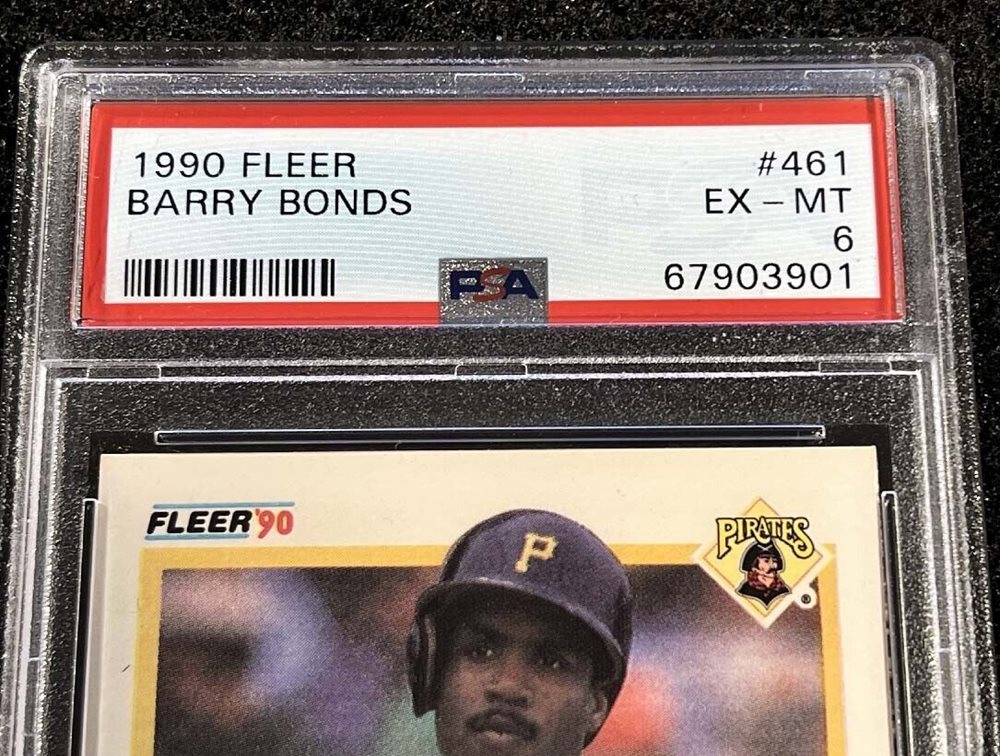 1990 FLEER #461
BARRY BONDS EX - MT
6
67903901
PSA
FLEER '90
PIRATES
P
®